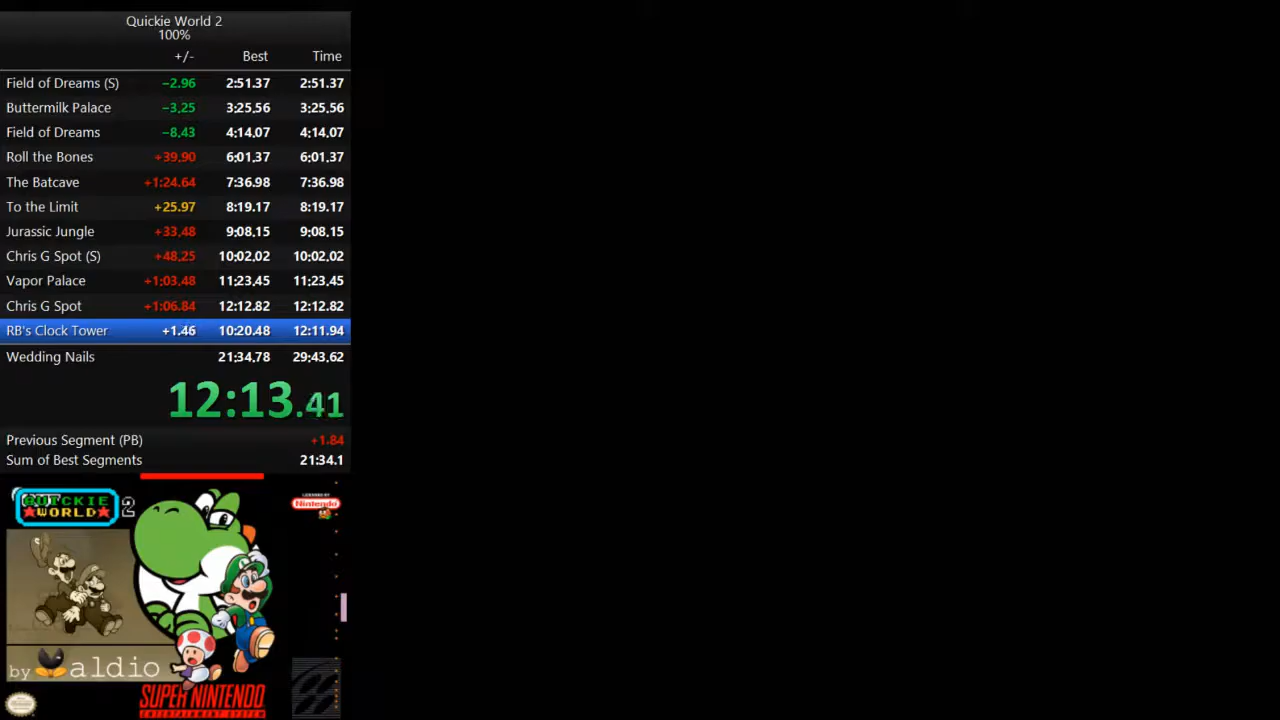 Quickie World 2
100%
+/- Best Time
Field of Dreams (S) −2.96 2:51.37 2:51.37
Buttermilk Palace −3.25 3:25.56 3:25.56
Field of Dreams −8.43 4:14.07 4:14.07
Roll the Bones +39.90 6:01.37 6:01.37
The Batcave +1:24.64 7:36.98 7:36.98
To the Limit +25.97 8:19.17 8:19.17
Jurassic Jungle +33.48 9:08.15 9:08.15
Chris G Spot (S) +48.25 10:02.02 10:02.02
Vapor Palace +1:03.48 11:23.45 11:23.45
Chris G Spot +1:06.84 12:12.82 12:12.82
RB's Clock Tower +1.46 10:20.48 12:11.94
Wedding Nails 21:34.78 29:43.62
12:13.41
Previous Segment (PB) +1.84
Sum of Best Segments 21:34.1
QUICKIE
WORLD 2
Nintendo
by aldio
SUPER NINTENDO
ENTERTAINMENT SYSTEM